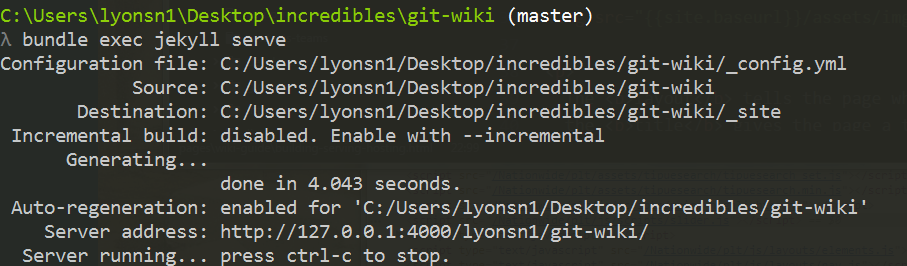 C:\Users\lyonsn1\Desktop\incredibles\git-wiki (master)
λ bundle exec jekyll serve
Configuration file: C:/Users/lyonsn1/Desktop/incredibles/git-wiki/_config.yml
Source: C:/Users/lyonsn1/Desktop/incredibles/git-wiki
Destination: C:/Users/lyonsn1/Desktop/incredibles/git-wiki/_site
Incremental build: disabled. Enable with --incremental
Generating...
done in 4.043 seconds.
Auto-regeneration: enabled for 'C:/Users/lyonsn1/Desktop/incredibles/git-wiki'
Server address: http://127.0.0.1:4000/lyonsn1/git-wiki/
Server running... press ctrl-c to stop.